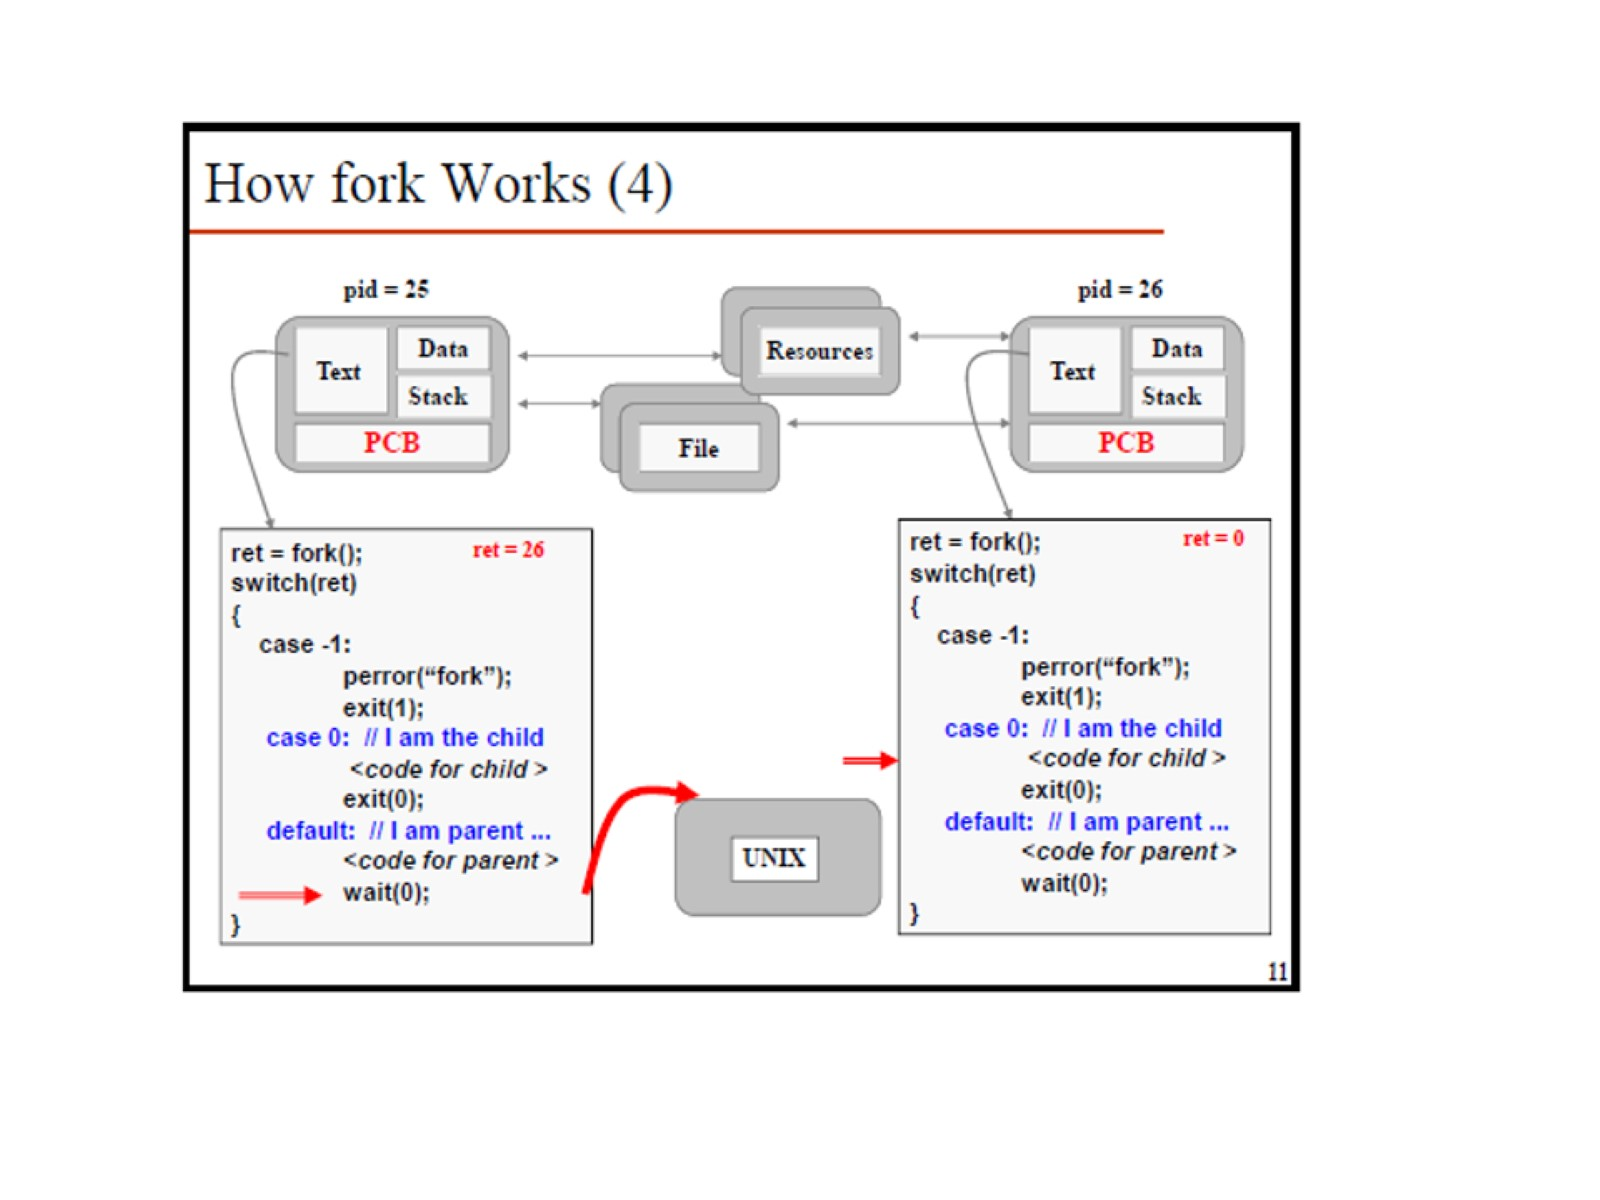 How fork Works (4)
pid = 25
pid = 26
Text
Data
Stack
PCB
Resources
File
Text
Data
Stack
PCB
ret = fork();
ret = 26
switch(ret)
{
case -1:
perror(“fork”);
exit(1);
case 0: // I am the child
<code for child >
exit(0);
default: // I am parent ...
<code for parent >
wait(0);
}
UNIX
ret = fork();
ret = 0
switch(ret)
{
case -1:
perror(“fork”);
exit(1);
case 0: // I am the child
<code for child >
exit(0);
default: // I am parent ...
<code for parent >
wait(0);
}
11